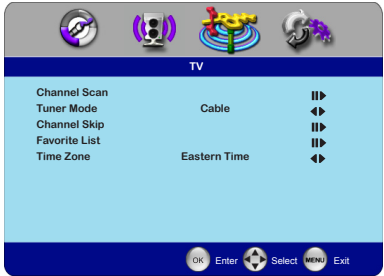 TV
Channel Scan
Tuner Mode Cable
Channel Skip
Favorite List
Time Zone Eastern Time
OK Enter Select MENU Exit